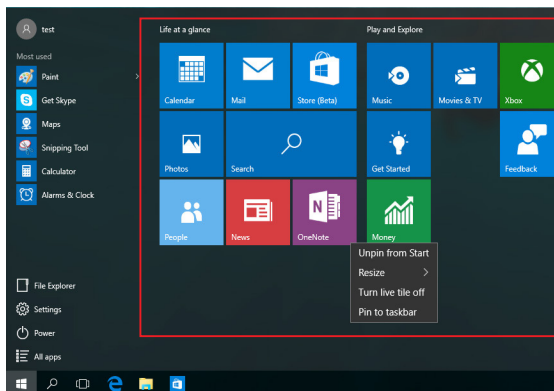 test
Most used
Paint
Get Skype
Maps
Snipping Tool
Calculator
Alarms & Clock
File Explorer
Settings
Power
All apps
Life at a glance
Calendar
Mail
Store (Beta)
Photos
Search
People
News
OneNote
Play and Explore
Music
Movies & TV
Xbox
Get Started
Feedback
Money
Unpin from Start
Resize
Turn live tile off
Pin to taskbar